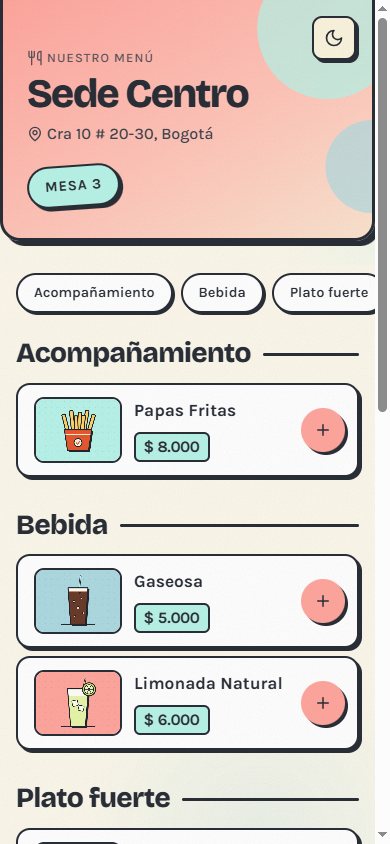 NUESTRO MENÚ
Sede Centro
Cra 10 # 20-30, Bogotá
MESA 3
Acompañamiento
Bebida
Plato fuerte
Acompañamiento
Papas Fritas
$ 8.000
Bebida
Gaseosa
$ 5.000
Limonada Natural
$ 6.000
Plato fuerte